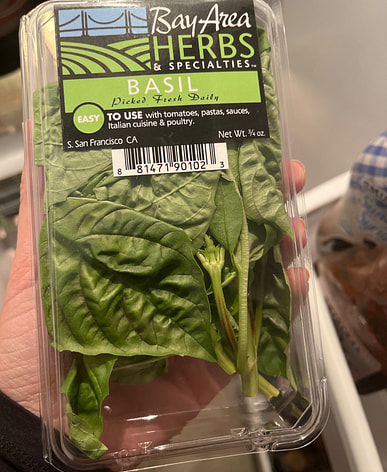 Bay Area
HERBS
& SPECIALTIES™
BASIL
Picked Fresh Daily
EASY TO USE with tomatoes, pastas, sauces,
Italian cuisine & poultry.
S. San Francisco CA
Net Wt. ¾ oz.
8 81471 90102 3